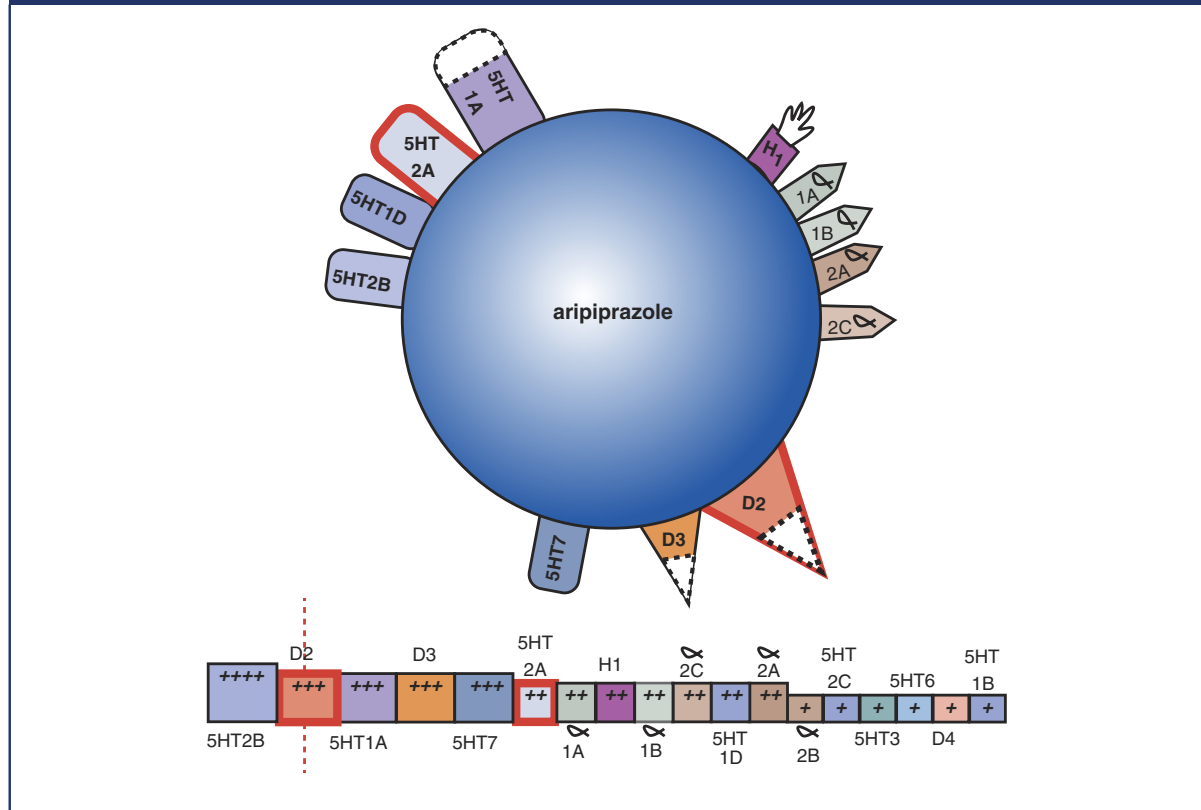 5HT
1A
5HT
2A
5HT1D
5HT2B
H1
1A
1B
2A
2C
aripiprazole
D2
D3
5HT7
5HT
5HT
5HT
D2
D3
2A
H1
2C
2A
2C
5HT6
1B
++++
+++
+++
+++
+++
++
++
++
++
++
++
++
+
+
+
+
+
+
5HT2B
5HT1A
5HT7
1A
1B
5HT
1D
2B
5HT3
D4